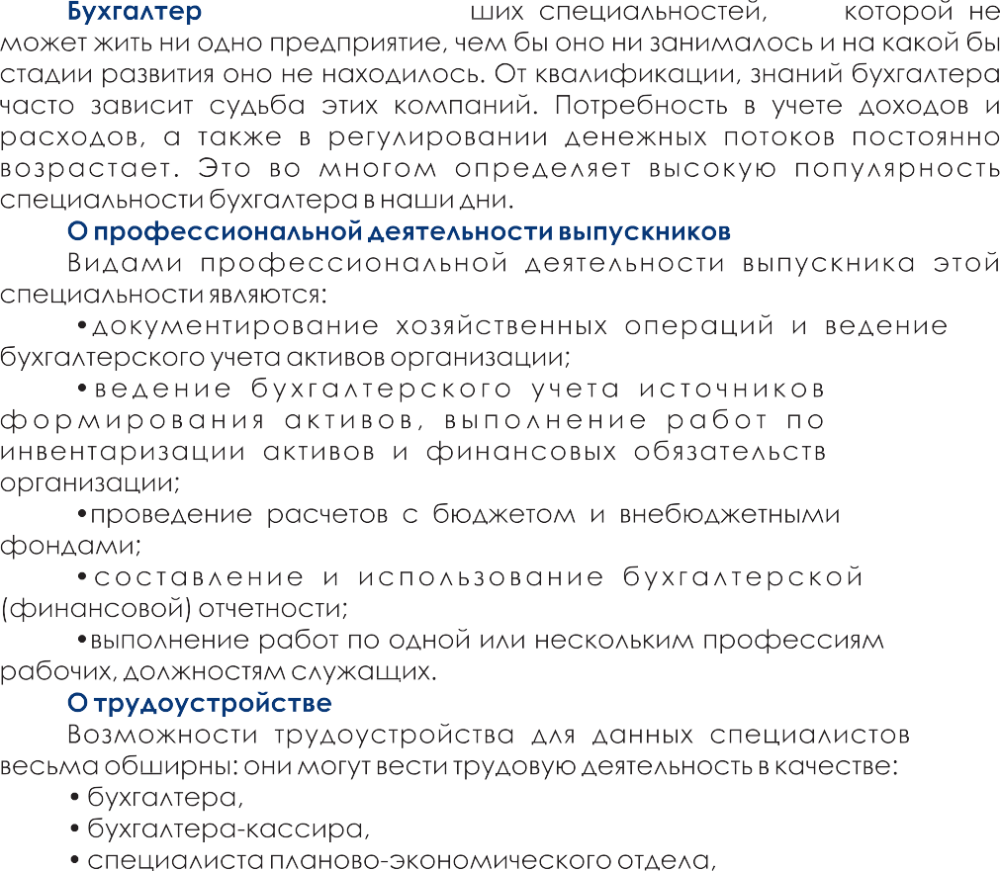 Бухгалтер ших специальностей, которой не
может жить ни одно предприятие, чем бы оно ни занималось и на какой бы
стадии развития оно не находилось. От квалификации, знаний бухгалтера
часто зависит судьба этих компаний. Потребность в учете доходов и
расходов, а также в регулировании денежных потоков постоянно
возрастает. Это во многом определяет высокую популярность
специальности бухгалтера в наши дни.
О профессиональной деятельности выпускников
Видами профессиональной деятельности выпускника этой
специальности являются:
•документирование хозяйственных операций и ведение
бухгалтерского учета активов организации;
•ведение бухгалтерского учета источников
формирования активов, выполнение работ по
инвентаризации активов и финансовых обязательств
организации;
•проведение расчетов с бюджетом и внебюджетными
фондами;
•составление и использование бухгалтерской
(финансовой) отчетности;
•выполнение работ по одной или нескольким профессиям
рабочих, должностям служащих.
О трудоустройстве
Возможности трудоустройства для данных специалистов
весьма обширны: они могут вести трудовую деятельность в качестве:
• бухгалтера,
• бухгалтера-кассира,
• специалиста планово-экономического отдела,